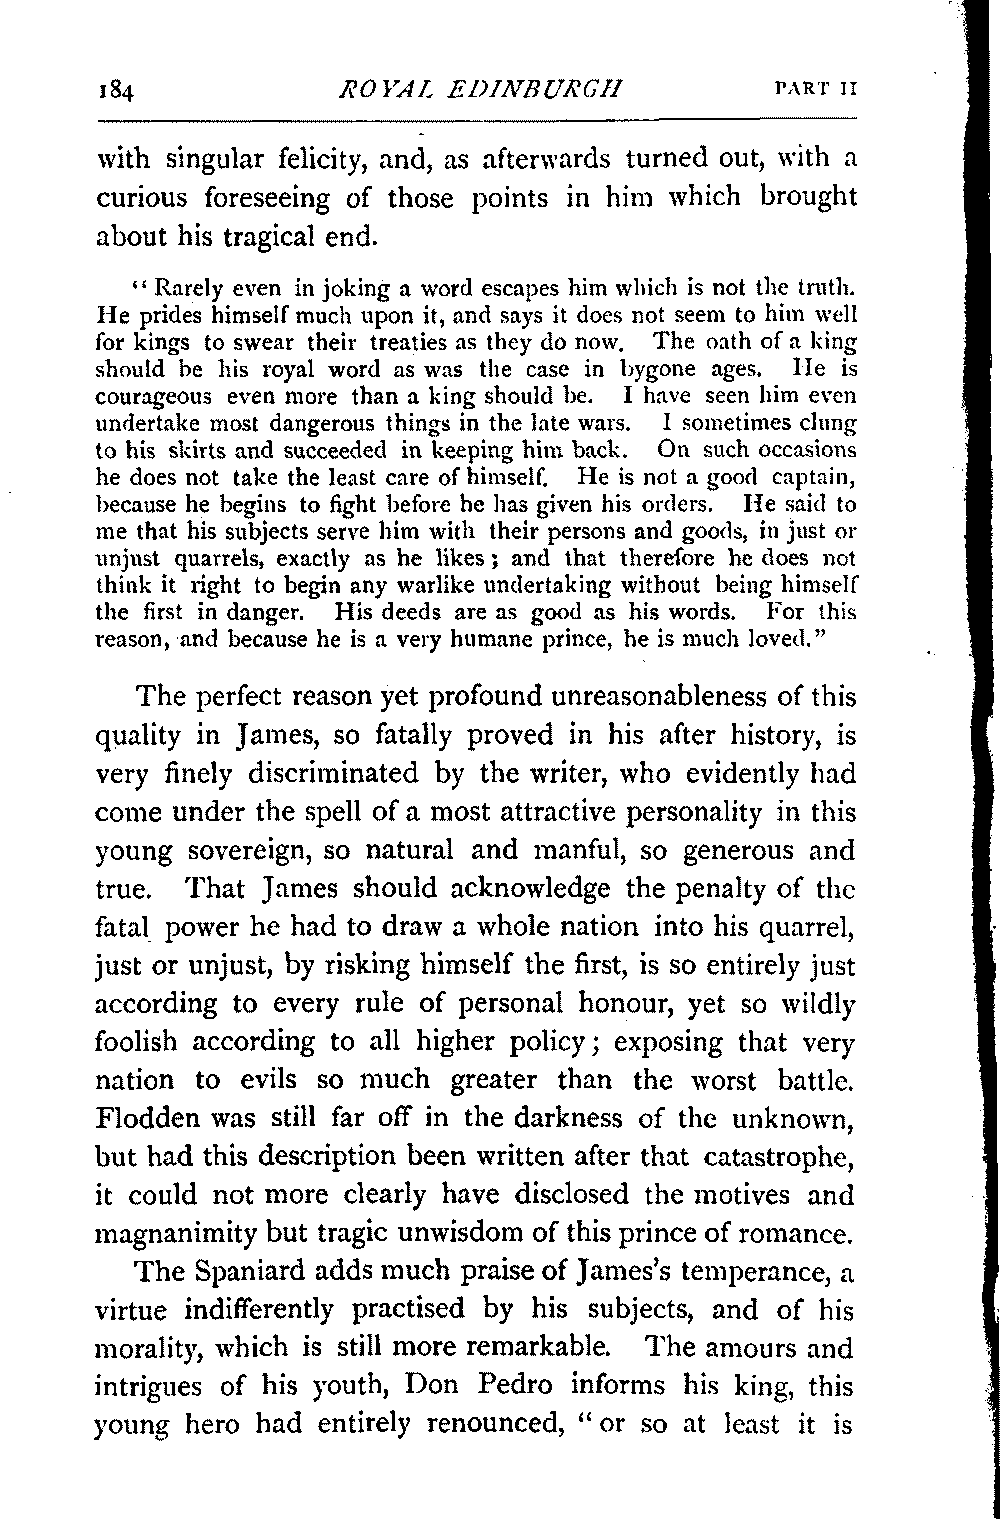 184 ROYAL EDINBURGH PART II
with singular felicity, and, as afterwards turned out, with a
curious foreseeing of those points in him which brought
about his tragical end.
“ Rarely even in joking a word escapes him which is not the truth.
He prides himself much upon it, and says it does not seem to him well
for kings to swear their treaties as they do now. The oath of a king
should be his royal word as was the case in bygone ages. He is
courageous even more than a king should be. I have seen him even
undertake most dangerous things in the late wars. I sometimes clung
to his skirts and succeeded in keeping him back. On such occasions
he does not take the least care of himself. He is not a good captain,
because he begins to fight before he has given his orders. He said to
me that his subjects serve him with their persons and goods, in just or
unjust quarrels, exactly as he likes ; and that therefore he does not
think it right to begin any warlike undertaking without being himself
the first in danger. His deeds are as good as his words. For this
reason, and because he is a very humane prince, he is much loved.”
The perfect reason yet profound unreasonableness of this
quality in James, so fatally proved in his after history, is
very finely discriminated by the writer, who evidently had
come under the spell of a most attractive personality in this
young sovereign, so natural and manful, so generous and
true. That James should acknowledge the penalty of the
fatal power he had to draw a whole nation into his quarrel,
just or unjust, by risking himself the first, is so entirely just
according to every rule of personal honour, yet so wildly
foolish according to all higher policy ; exposing that very
nation to evils so much greater than the worst battle.
Flodden was still far off in the darkness of the unknown,
but had this description been written after that catastrophe,
it could not more clearly have disclosed the motives and
magnanimity but tragic unwisdom of this prince of romance.
The Spaniard adds much praise of James’s temperance, a
virtue indifferently practised by his subjects, and of his
morality, which is still more remarkable. The amours and
intrigues of his youth, Don Pedro informs his king, this
young hero had entirely renounced, “ or so at least it is